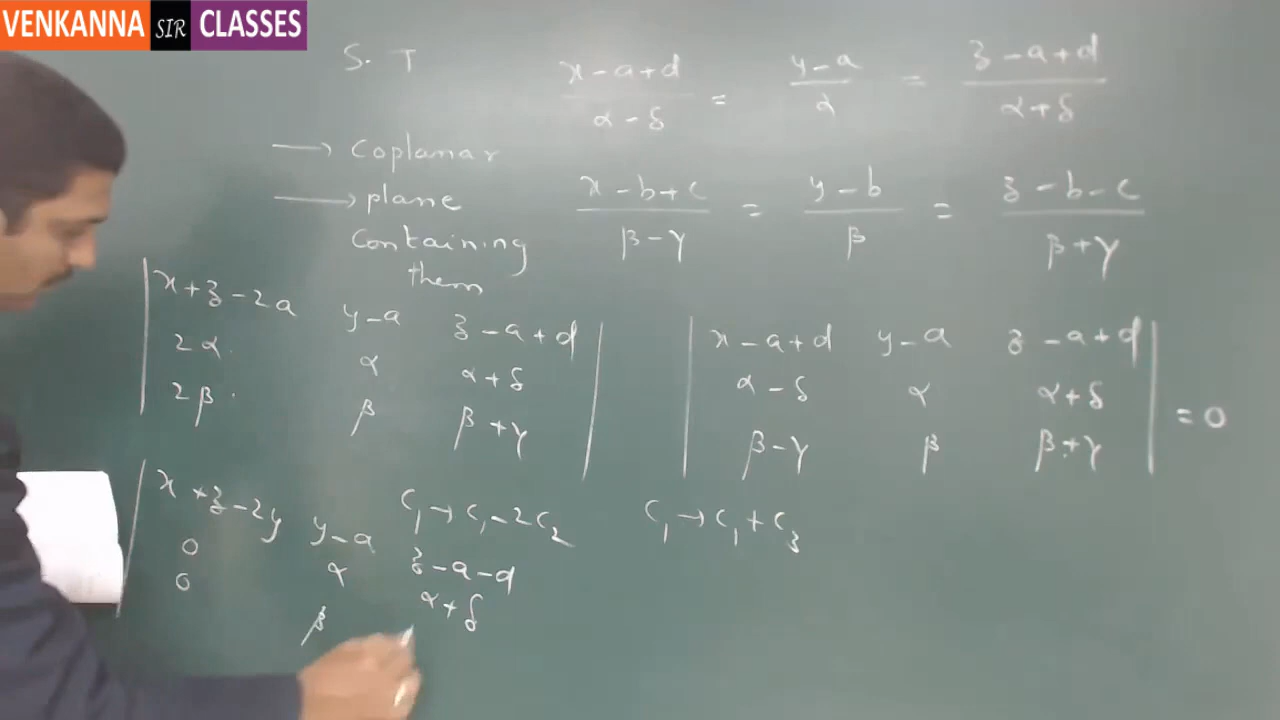 VENKANNA SIR CLASSES
S. T
x - a + d / α - δ = y - a / α = z - a + d / α + δ
→ Coplanar
→ plane containing them
x - b + c / β - γ = y - b / β = z - b - c / β + γ
| x + z - 2a   y - a   z - a + d |
| 2α   α   α + δ |
| 2β   β   β + γ |
| x - a + d   y - a   z - a + d |
| α - δ   α   α + δ | = 0
| β - γ   β   β + γ |
C₁ → C₁ - 2C₂
C₁ → C₁ + C₃
| x + z - 2y   y - a   z - a - d
| 0   α   α + δ
| 0   β